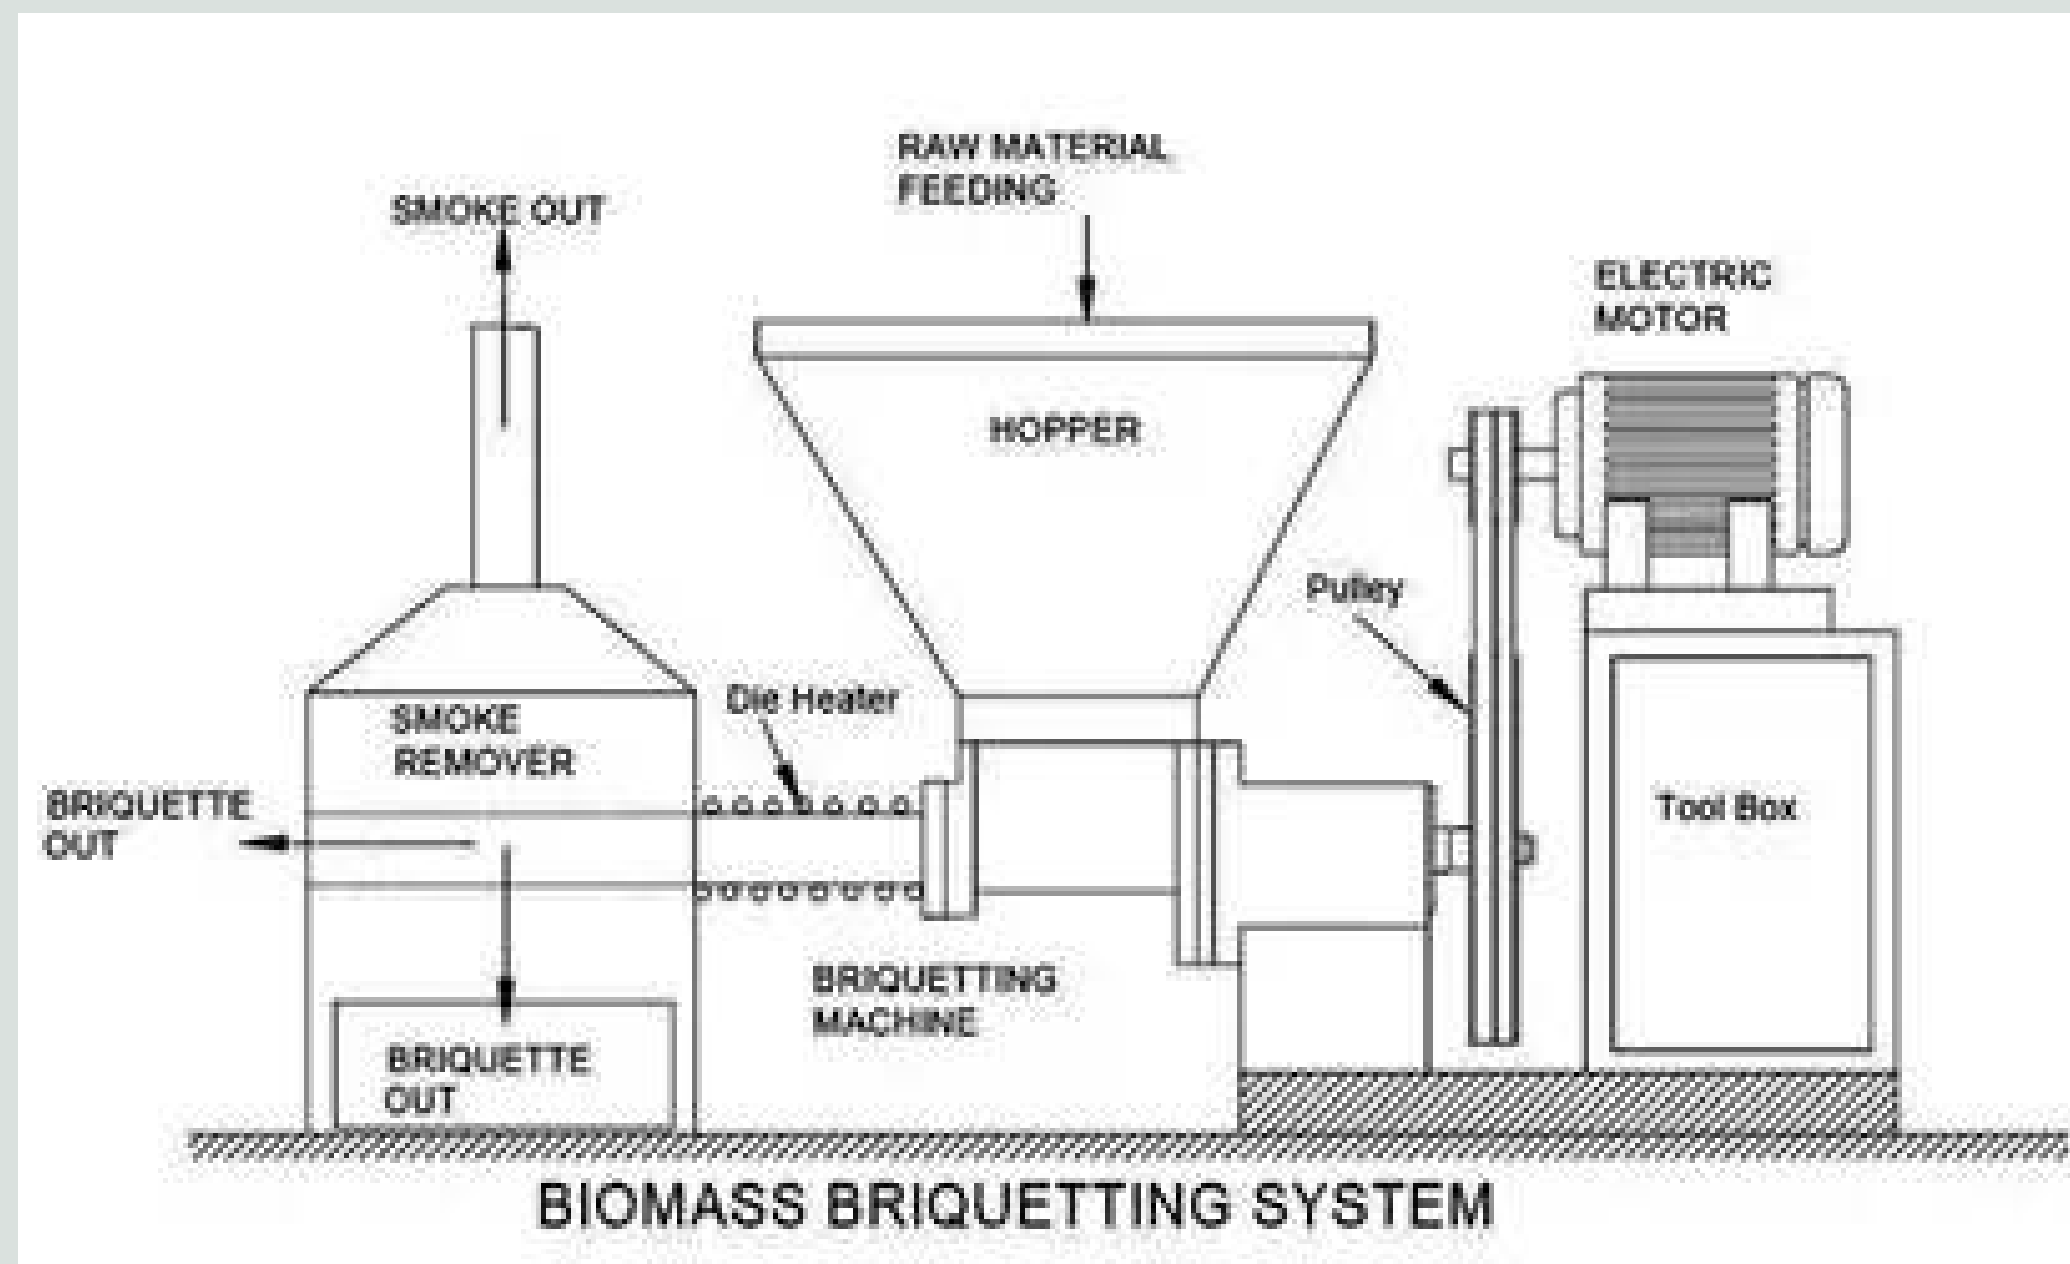 RAW MATERIAL
FEEDING
SMOKE OUT
ELECTRIC
MOTOR
HOPPER
Pulley
Die Heater
SMOKE
REMOVER
BRIQUETTE
OUT
Tool Box
BRIQUETTING
MACHINE
BRIQUETTE
OUT
BIOMASS BRIQUETTING SYSTEM